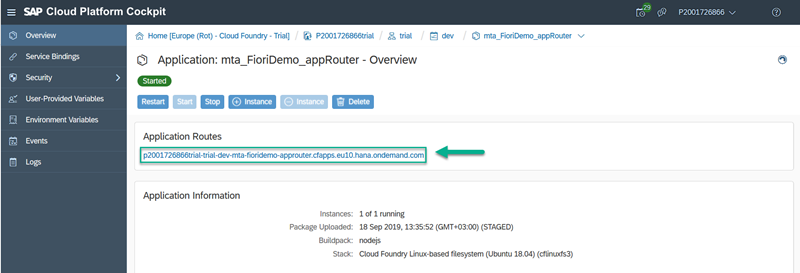 SAP Cloud Platform Cockpit
29
P2001726866
Overview
Service Bindings
Security
User-Provided Variables
Environment Variables
Events
Logs
Home [Europe (Rot) - Cloud Foundry - Trial] / P2001726866trial / trial / dev / mta_FioriDemo_appRouter
Application: mta_FioriDemo_appRouter - Overview
Started
Restart Start Stop Instance Instance Delete
Application Routes
p2001726866trial-trial-dev-mta-fioridemo-approuter.cfapps.eu10.hana.ondemand.com
Application Information
Instances: 1 of 1 running
Package Uploaded: 18 Sep 2019, 13:35:52 (GMT+03:00) (STAGED)
Buildpack: nodejs
Stack: Cloud Foundry Linux-based filesystem (Ubuntu 18.04) (cflinuxfs3)